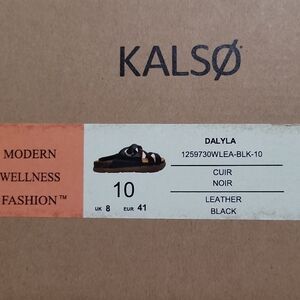 KALSØ
MODERN
WELLNESS
FASHION™
10
UK 8 EUR 41
DALYLA
1259730WLEA-BLK-10
CUIR
NOIR
LEATHER
BLACK